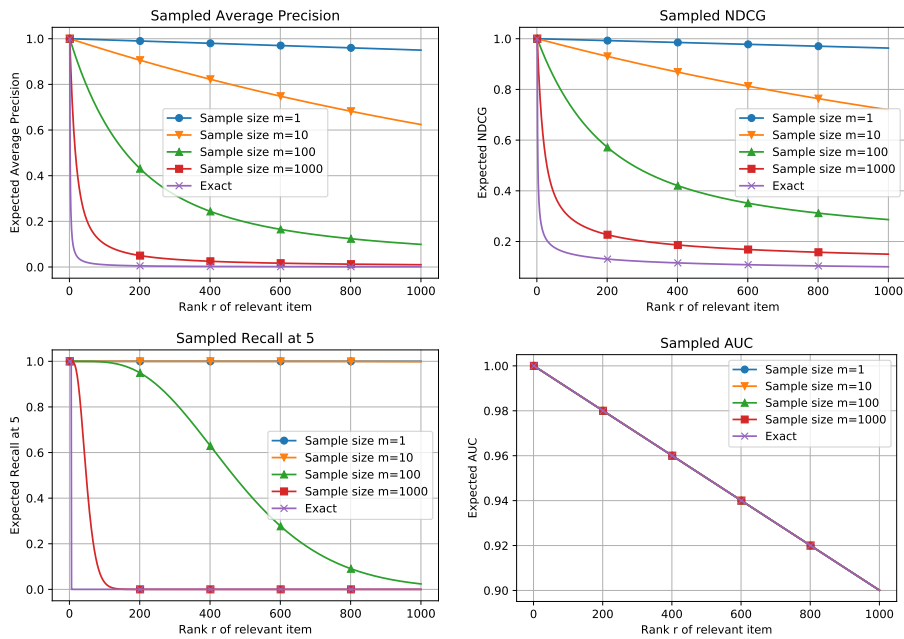 Sampled Average Precision
Expected Average Precision
1.0
0.8
0.6
0.4
0.2
0.0
Sample size m=1
Sample size m=10
Sample size m=100
Sample size m=1000
Exact
0 200 400 600 800 1000
Rank r of relevant item
Sampled NDCG
Expected NDCG
1.0
0.8
0.6
0.4
0.2
Sample size m=1
Sample size m=10
Sample size m=100
Sample size m=1000
Exact
0 200 400 600 800 1000
Rank r of relevant item
Sampled Recall at 5
Expected Recall at 5
1.0
0.8
0.6
0.4
0.2
0.0
Sample size m=1
Sample size m=10
Sample size m=100
Sample size m=1000
Exact
0 200 400 600 800 1000
Rank r of relevant item
Sampled AUC
Expected AUC
1.00
0.98
0.96
0.94
0.92
0.90
Sample size m=1
Sample size m=10
Sample size m=100
Sample size m=1000
Exact
0 200 400 600 800 1000
Rank r of relevant item